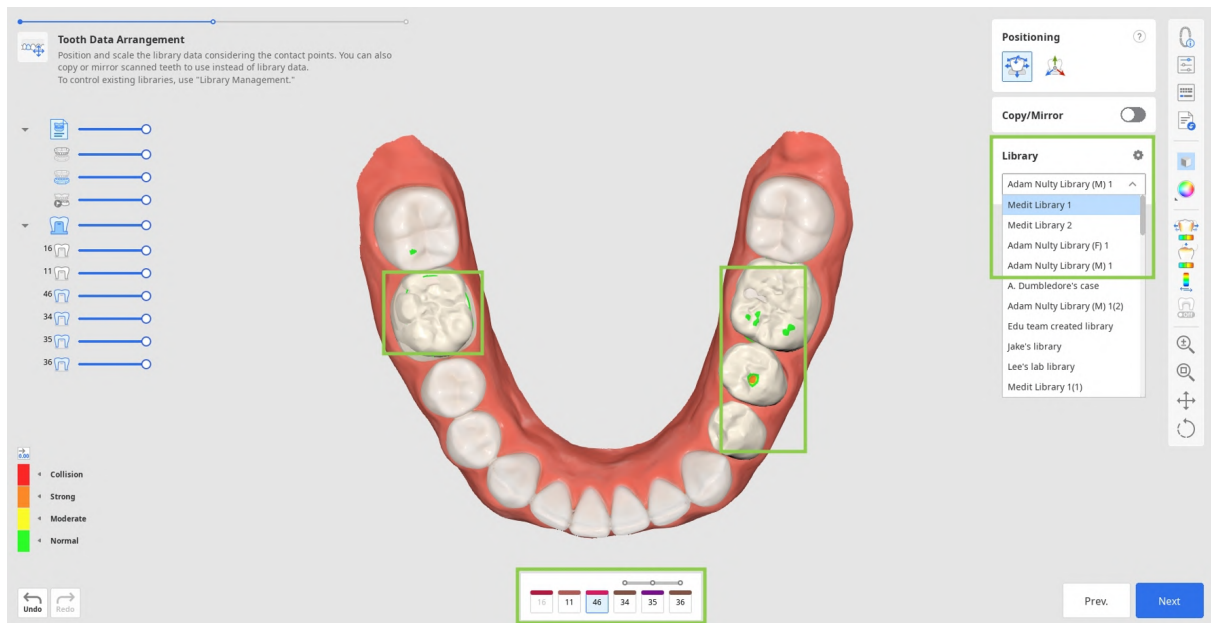 Tooth Data Arrangement
Position and scale the library data considering the contact points. You can also
copy or mirror scanned teeth to use instead of library data.
To control existing libraries, use "Library Management."
16
11
46
34
35
36
0.00
Collision
Strong
Moderate
Normal
Undo
Redo
16
11
46
34
35
36
Positioning
?
Copy/Mirror
Library
Adam Nulty Library (M) 1
Medit Library 1
Medit Library 2
Adam Nulty Library (F) 1
Adam Nulty Library (M) 1
A. Dumbledore's case
Adam Nulty Library (M) 1(2)
Edu team created library
Jake's library
Lee's lab library
Medit Library 1(1)
Prev.
Next